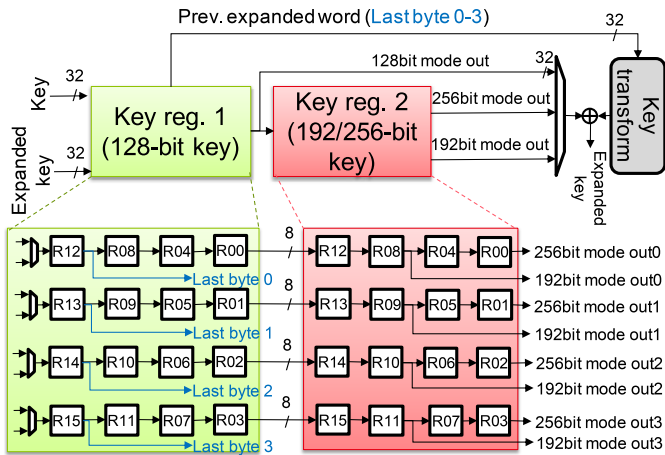 Prev. expanded word (Last byte 0-3)
32
32
Key
32
Expanded key
Key reg. 1
(128-bit key)
Key reg. 2
(192/256-bit
key)
128bit mode out
32
256bit mode out
192bit mode out
Key
transform
Expanded
key
R12 R08 R04 R00 8 R12 R08 R04 R00 256bit mode out0
Last byte 0 192bit mode out0
R13 R09 R05 R01 8 R13 R09 R05 R01 256bit mode out1
Last byte 1 192bit mode out1
R14 R10 R06 R02 8 R14 R10 R06 R02 256bit mode out2
Last byte 2 192bit mode out2
R15 R11 R07 R03 8 R15 R11 R07 R03 256bit mode out3
Last byte 3 192bit mode out3